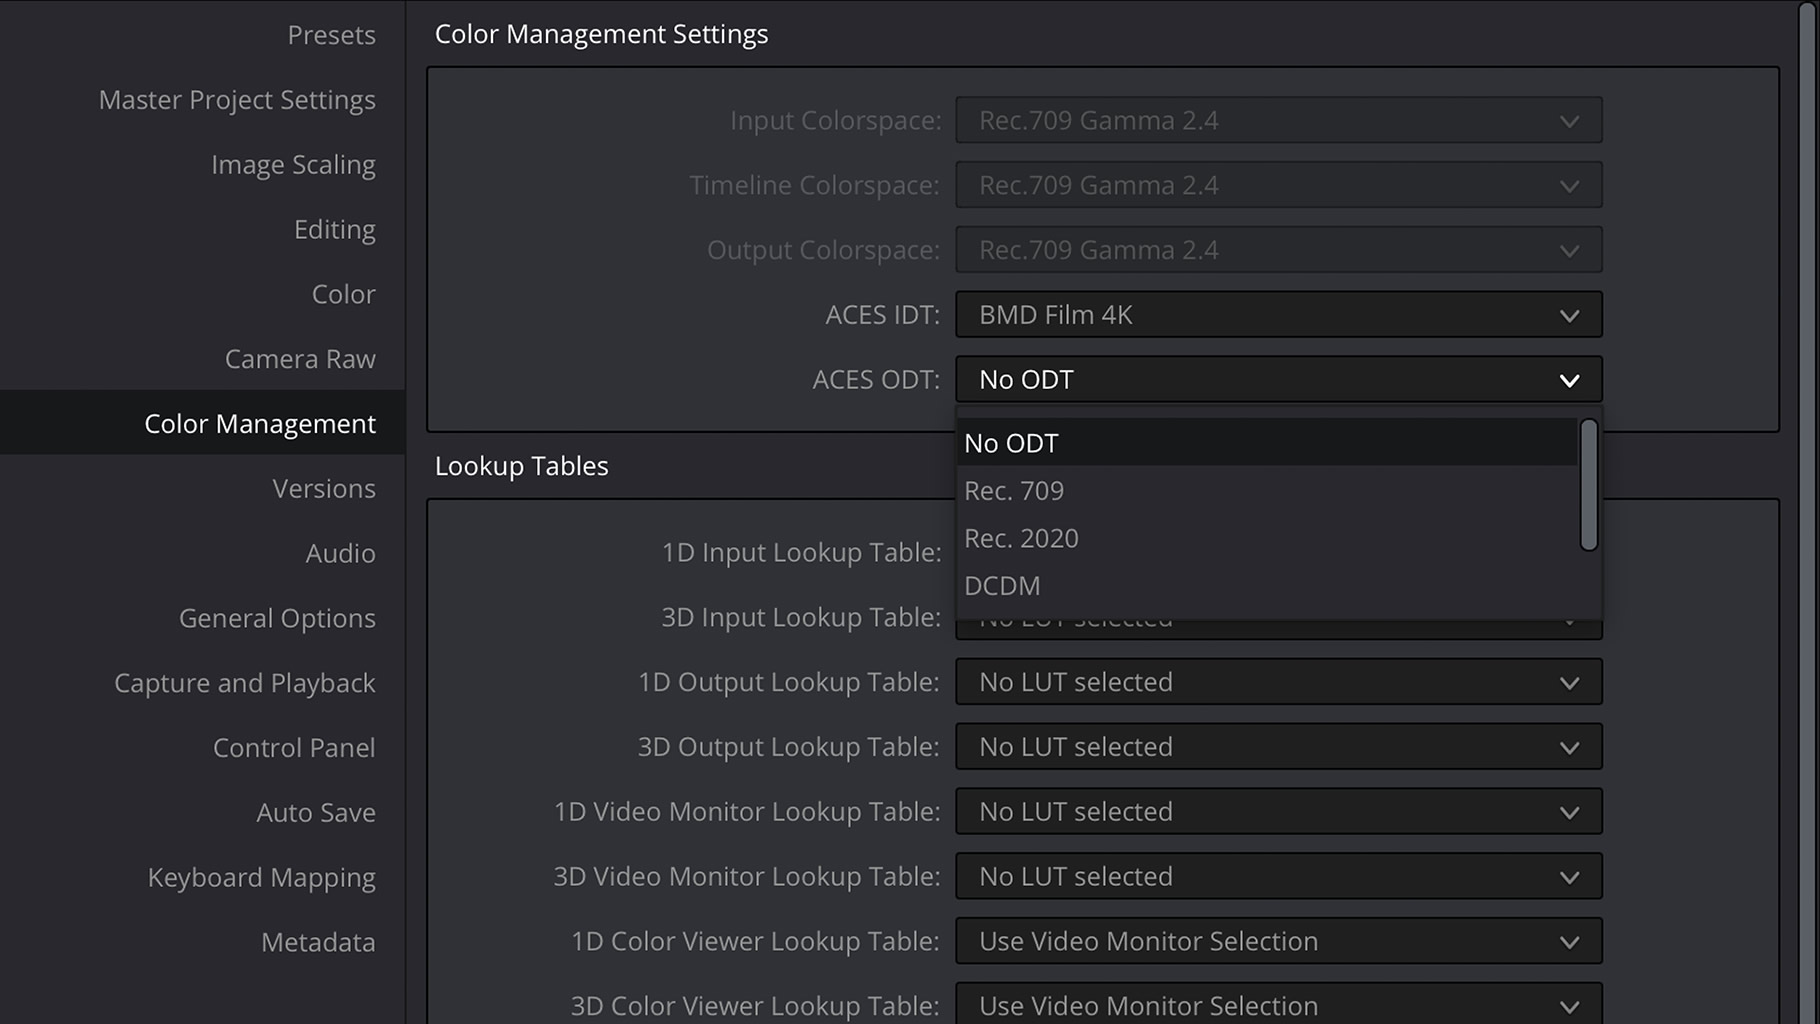 Presets
Master Project Settings
Image Scaling
Editing
Color
Camera Raw
Color Management
Versions
Audio
General Options
Capture and Playback
Control Panel
Auto Save
Keyboard Mapping
Metadata
Color Management Settings
Input Colorspace: Rec.709 Gamma 2.4
Timeline Colorspace: Rec.709 Gamma 2.4
Output Colorspace: Rec.709 Gamma 2.4
ACES IDT: BMD Film 4K
ACES ODT: No ODT
No ODT
Rec. 709
Rec. 2020
DCDM
Lookup Tables
1D Input Lookup Table:
3D Input Lookup Table: No LUT selected
1D Output Lookup Table: No LUT selected
3D Output Lookup Table: No LUT selected
1D Video Monitor Lookup Table: No LUT selected
3D Video Monitor Lookup Table: No LUT selected
1D Color Viewer Lookup Table: Use Video Monitor Selection
3D Color Viewer Lookup Table: Use Video Monitor Selection